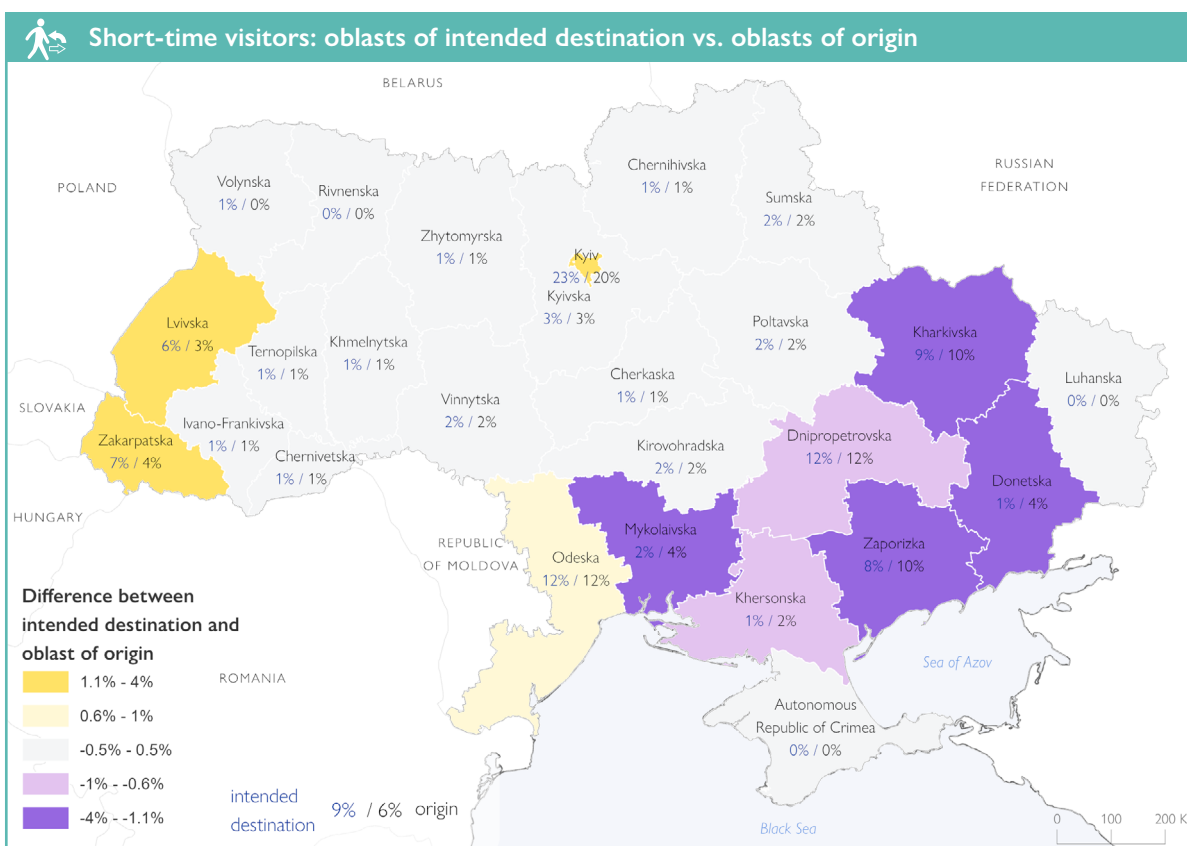 Short-time visitors: oblasts of intended destination vs. oblasts of origin
BELARUS
RUSSIAN
FEDERATION
POLAND
Chernihivska
1% / 1%
Volynska
1% / 0%
Rivnenska
0% / 0%
Sumska
2% / 2%
Zhytomyrska
1% / 1%
Kyiv
23% / 20%
Kyivska
3% / 3%
Lvivska
6% / 3%
Ternopilska
1% / 1%
Khmelnytska
1% / 1%
Poltavska
2% / 2%
Kharkivska
9% / 10%
Cherkaska
1% / 1%
Luhanska
0% / 0%
SLOVAKIA
Vinnytska
2% / 2%
Ivano-Frankivska
1% / 1%
Zakarpatska
7% / 4%
Chernivetska
1% / 1%
Kirovohradska
2% / 2%
Dnipropetrovska
12% / 12%
Donetska
1% / 4%
HUNGARY
REPUBLIC
OF MOLDOVA
Mykolaivska
2% / 4%
Zaporizka
8% / 10%
Odeska
12% / 12%
Khersonska
1% / 2%
Sea of Azov
ROMANIA
Autonomous
Republic of Crimea
0% / 0%
Black Sea
Difference between
intended destination and
oblast of origin
1.1% - 4%
0.6% - 1%
-0.5% - 0.5%
-1% - -0.6%
-4% - -1.1%
intended
destination
9% / 6% origin
0 100 200 K